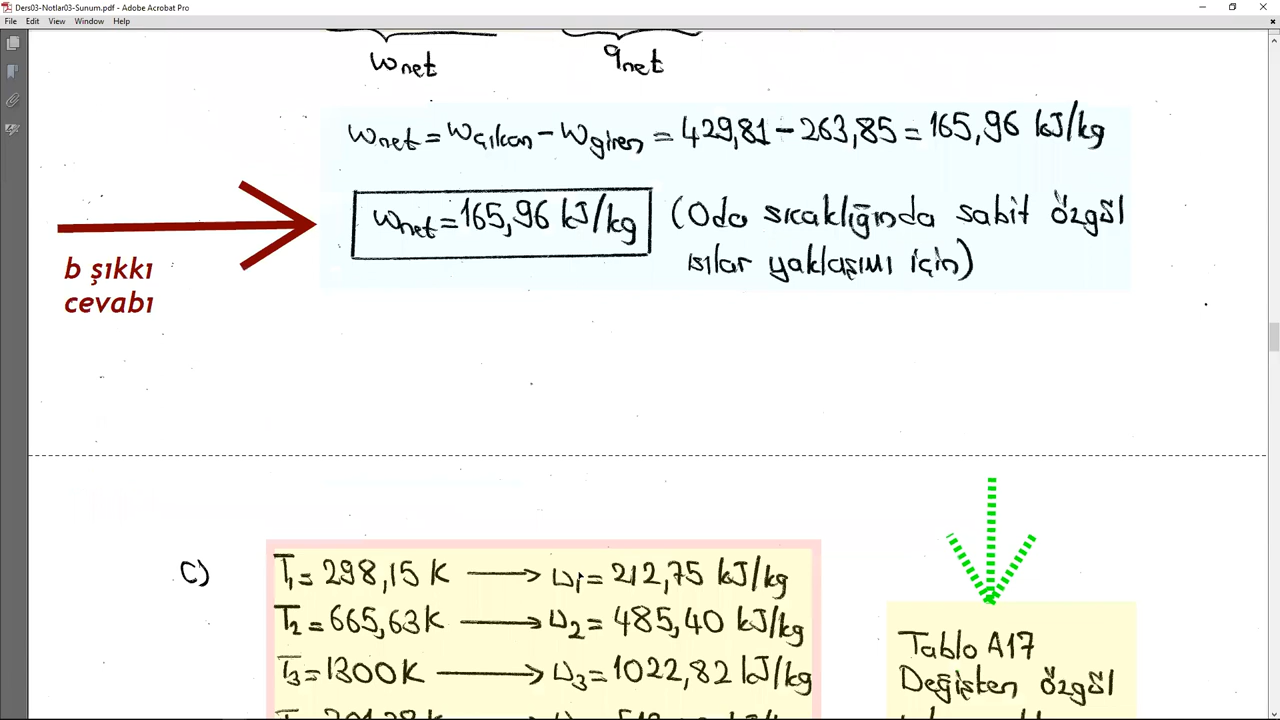 Ders03-Notlar03-Sunum.pdf - Adobe Acrobat Pro
File Edit View Window Help
wnet qnet
wnet = wçıkan - wgiren = 429,81 - 263,85 = 165,96 kJ/kg
wnet = 165,96 kJ/kg (Oda sıcaklığında sabit özgül
ısılar yaklaşımı için)
b şıkkı
cevabı
c)
T1 = 298,15 K → u1 = 212,75 kJ/kg
T2 = 665,63 K → u2 = 485,40 kJ/kg
T3 = 1300 K → u3 = 1022,82 kJ/kg
Tablo A17
Değişken özgül